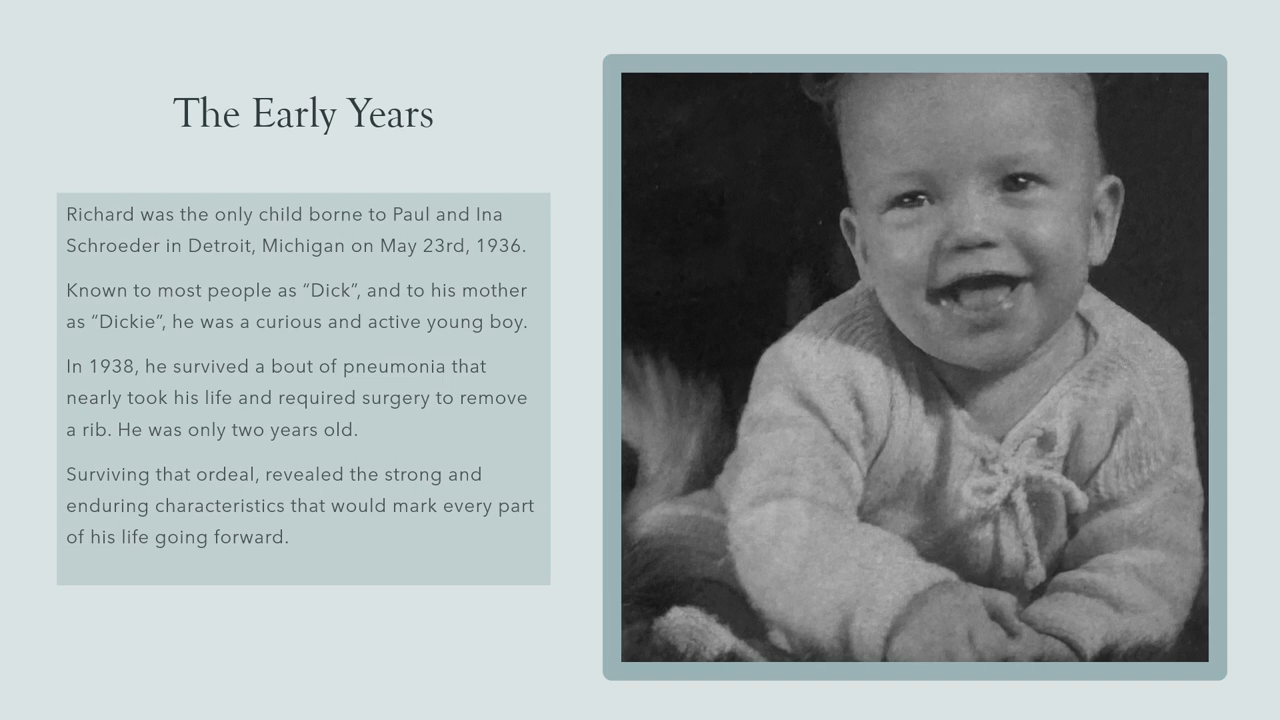 The Early Years
Richard was the only child borne to Paul and Ina
Schroeder in Detroit, Michigan on May 23rd, 1936.
Known to most people as “Dick”, and to his mother
as “Dickie”, he was a curious and active young boy.
In 1938, he survived a bout of pneumonia that
nearly took his life and required surgery to remove
a rib. He was only two years old.
Surviving that ordeal, revealed the strong and
enduring characteristics that would mark every part
of his life going forward.